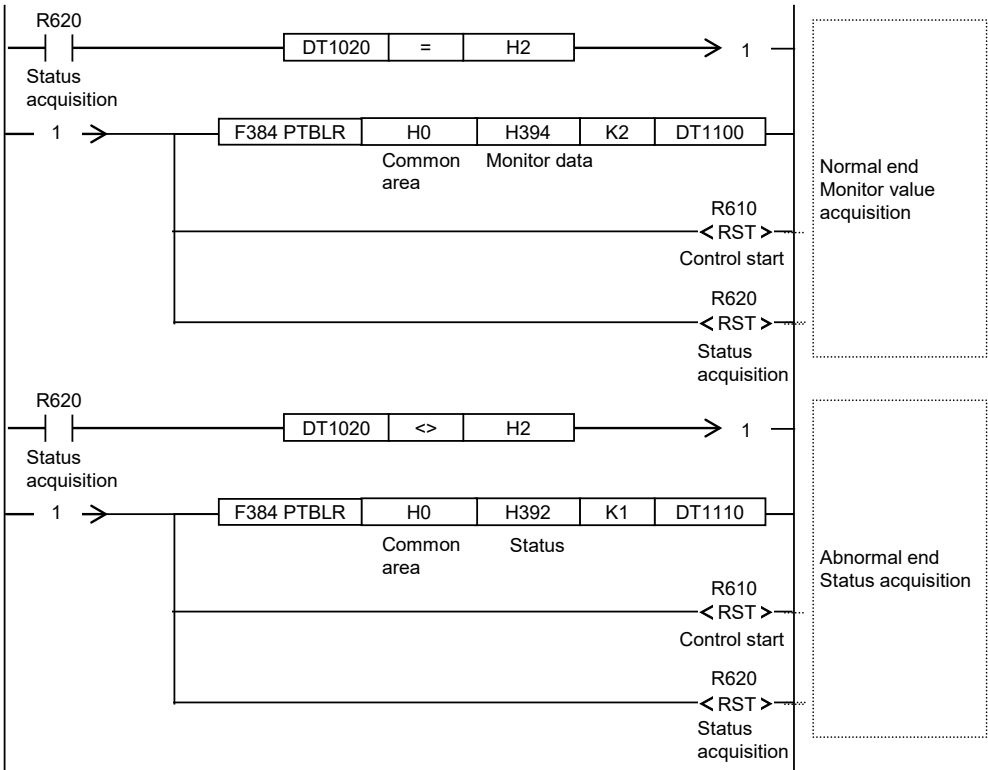 R620
DT1020 = H2 1
Status
acquisition
1 F384 PTBLR H0 H394 K2 DT1100
Common
area
Monitor data
R610
<RST>
Control start
R620
<RST>
Status
acquisition
Normal end
Monitor value
acquisition
R620
DT1020 <> H2 1
Status
acquisition
1 F384 PTBLR H0 H392 K1 DT1110
Common
area
Status
R610
<RST>
Control start
R620
<RST>
Status
acquisition
Abnormal end
Status acquisition